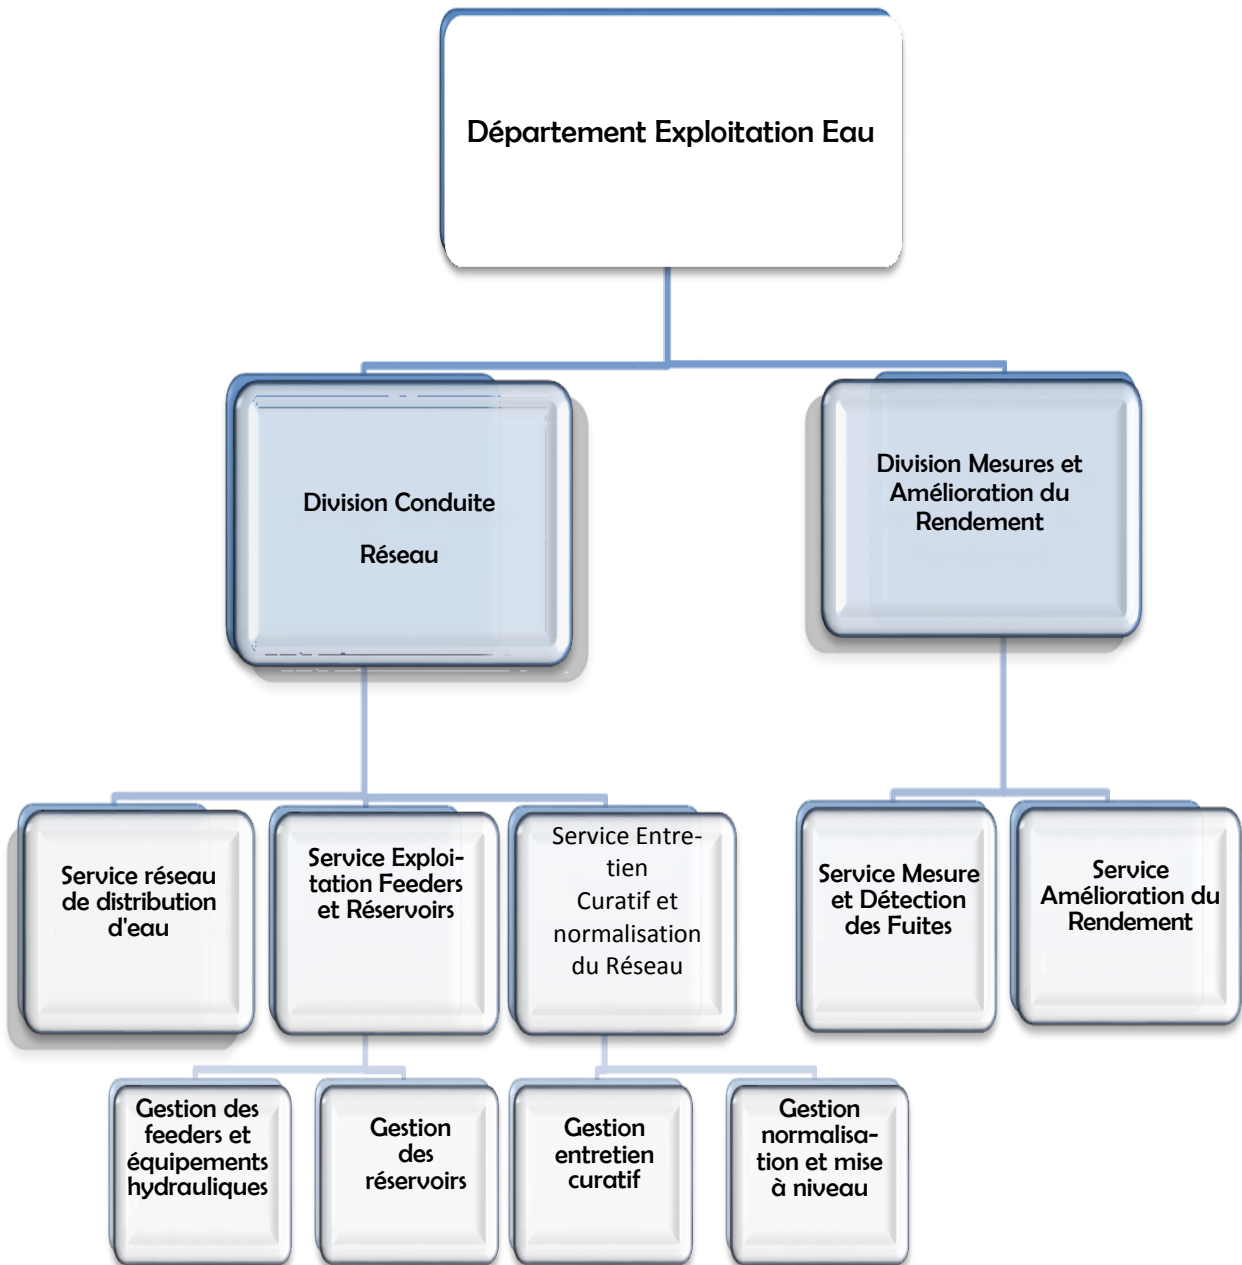 Département Exploitation Eau
Division Conduite
Réseau
Division Mesures et
Amélioration du
Rendement
Service réseau
de distribution
d'eau
Service Exploi-
tation Feeders
et Réservoirs
Service Entre-
tien
Curatif et
normalisation
du Réseau
Service Mesure
et Détection
des Fuites
Service
Amélioration du
Rendement
Gestion des
feeders et
équipements
hydrauliques
Gestion
des
réservoirs
Gestion
entretien
curatif
Gestion
normalisa-
tion et mise
à niveau